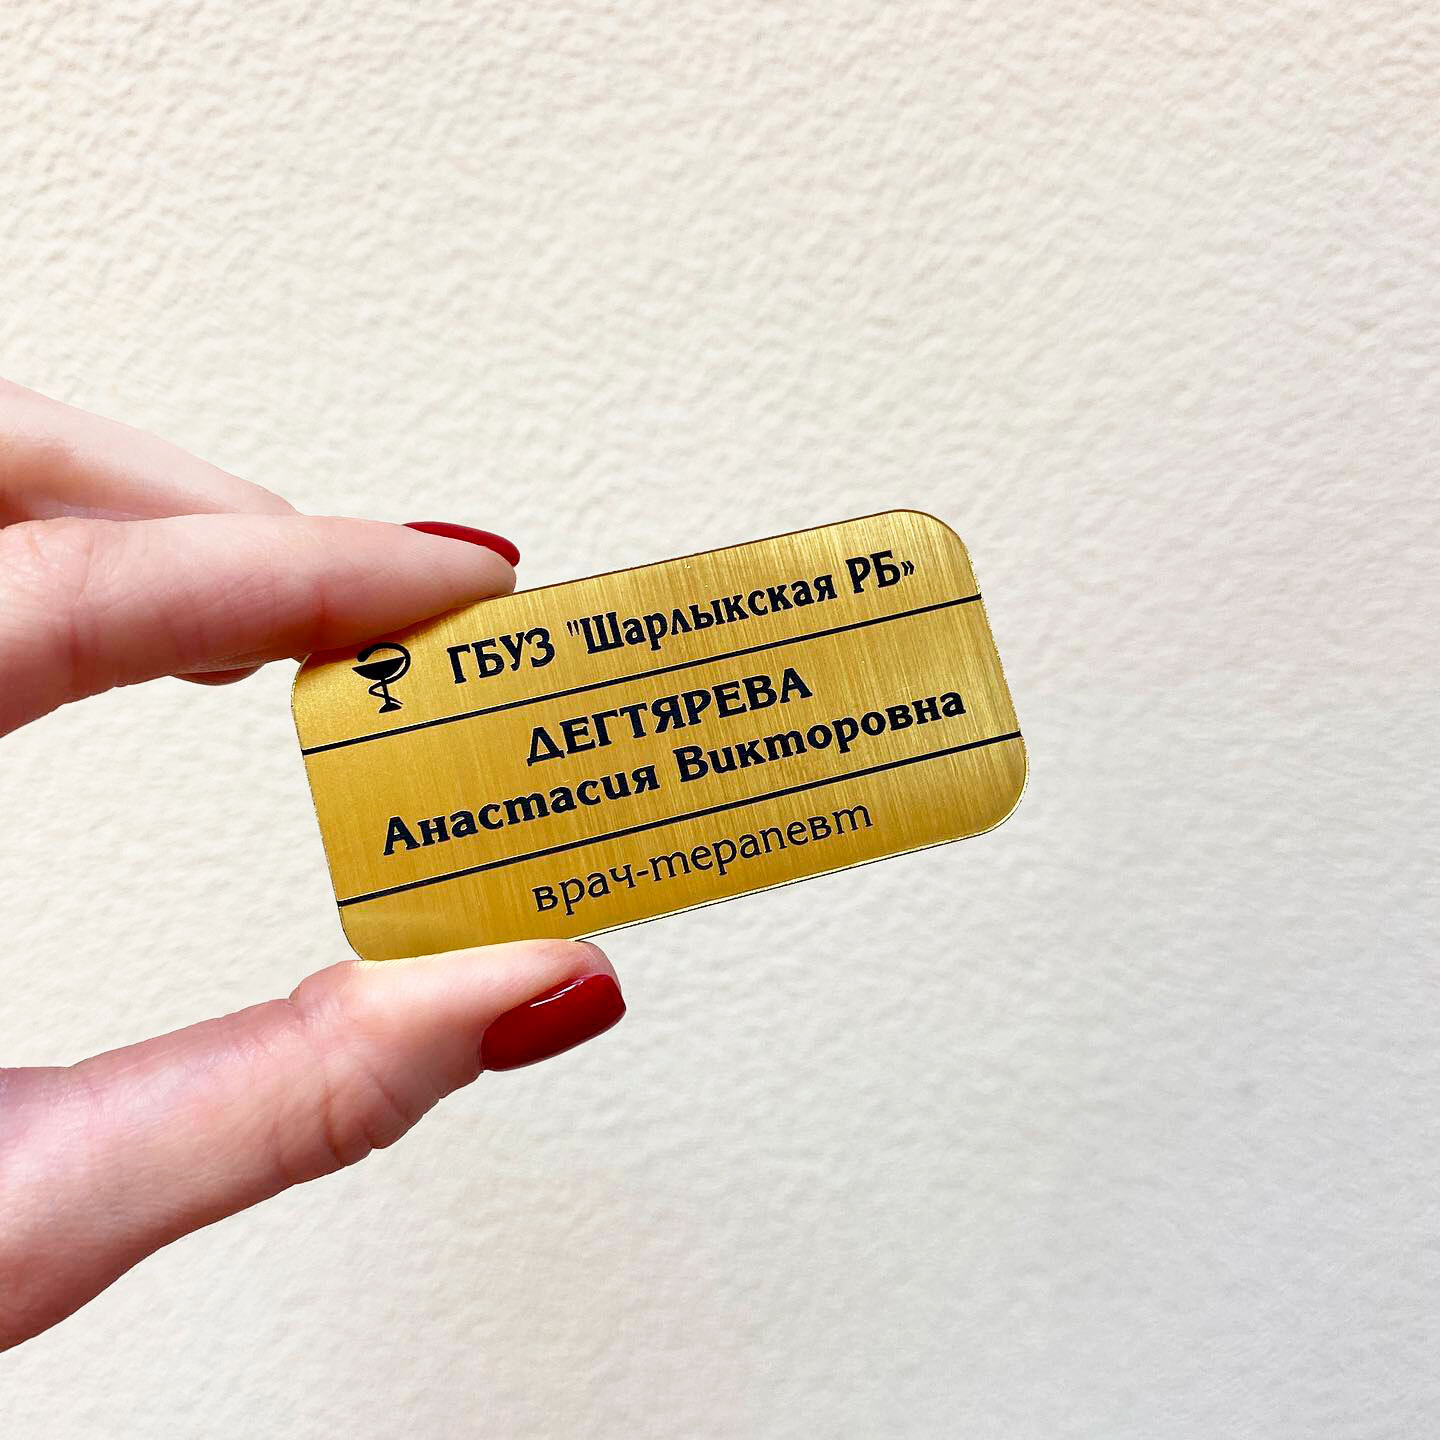 ГБУЗ "Шарлыкская РБ»
ДЕГТЯРЕВА
Анастасия Викторовна
врач-терапевт